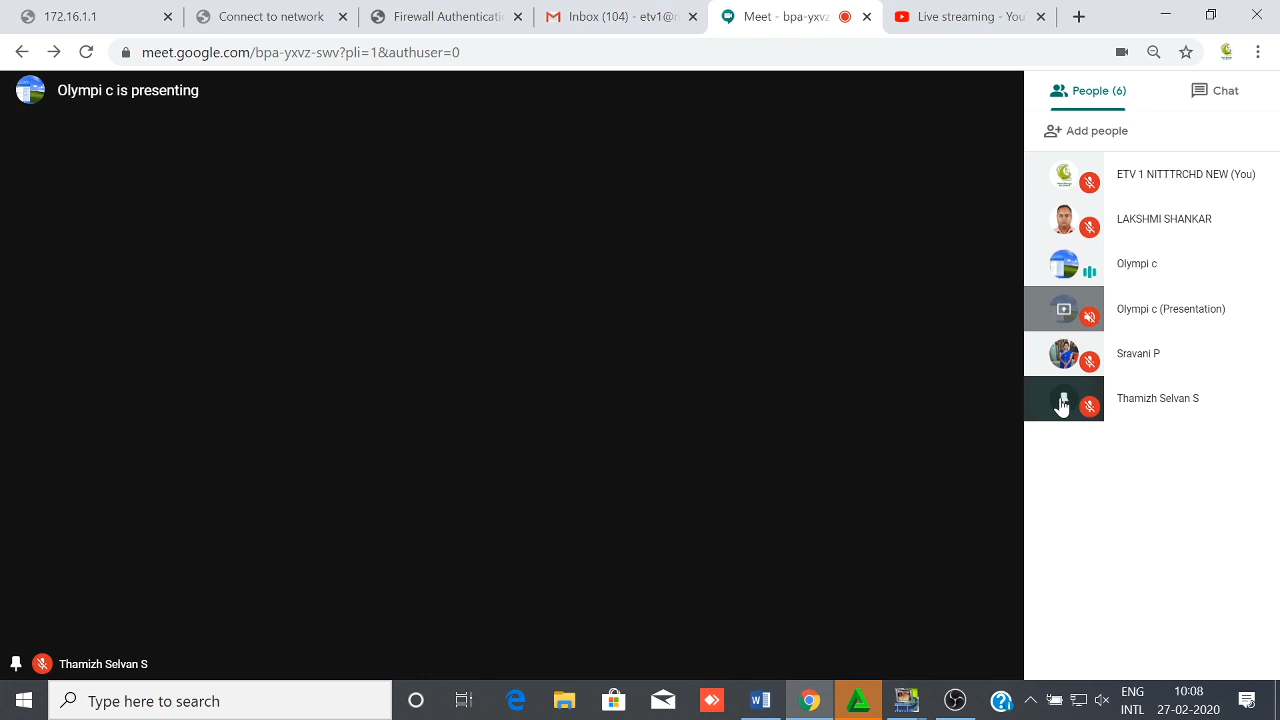 172.16.1.1
Connect to network
Firewall Authenticati
Inbox (104) - etv1@n
Meet - bpa-yxvz
Live streaming - You
meet.google.com/bpa-yxvz-swv?pli=1&authuser=0
Olympi c is presenting
People (6)
Chat
Add people
ETV 1 NITTTRCHD NEW (You)
LAKSHMI SHANKAR
Olympi c
Olympi c (Presentation)
Sravani P
Thamizh Selvan S
Thamizh Selvan S
Type here to search
ENG
INTL
10:08
27-02-2020